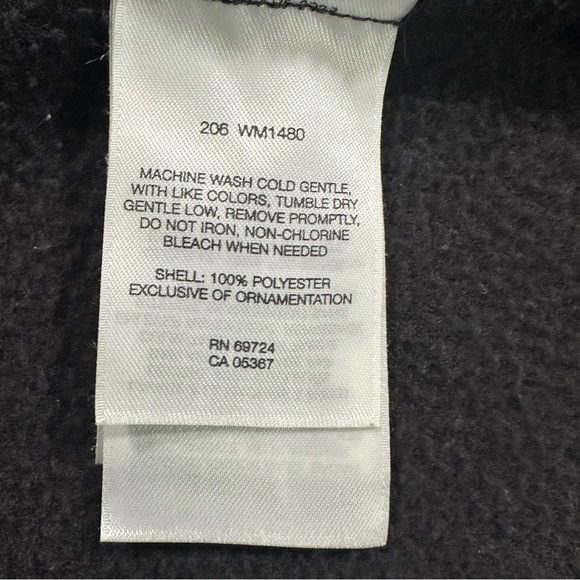 206 WM1480
MACHINE WASH COLD GENTLE,
WITH LIKE COLORS, TUMBLE DRY
GENTLE LOW, REMOVE PROMPTLY,
DO NOT IRON, NON-CHLORINE
BLEACH WHEN NEEDED
SHELL: 100% POLYESTER
EXCLUSIVE OF ORNAMENTATION
RN 69724
CA 05367